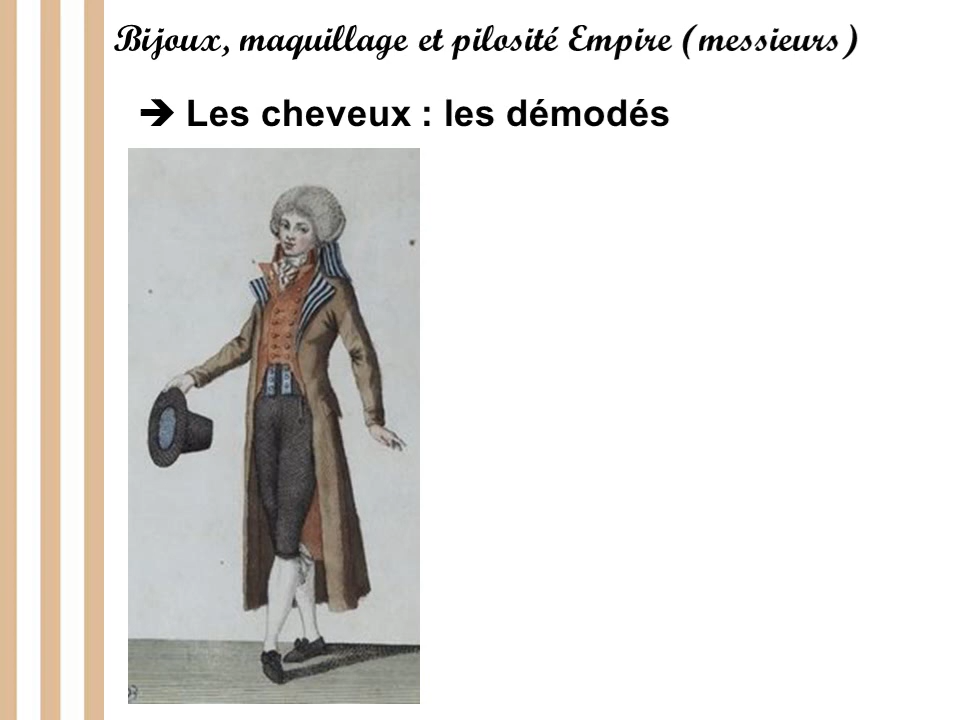 Bijoux, maquillage et pilosité Empire (messieurs)
➔ Les cheveux : les démodés